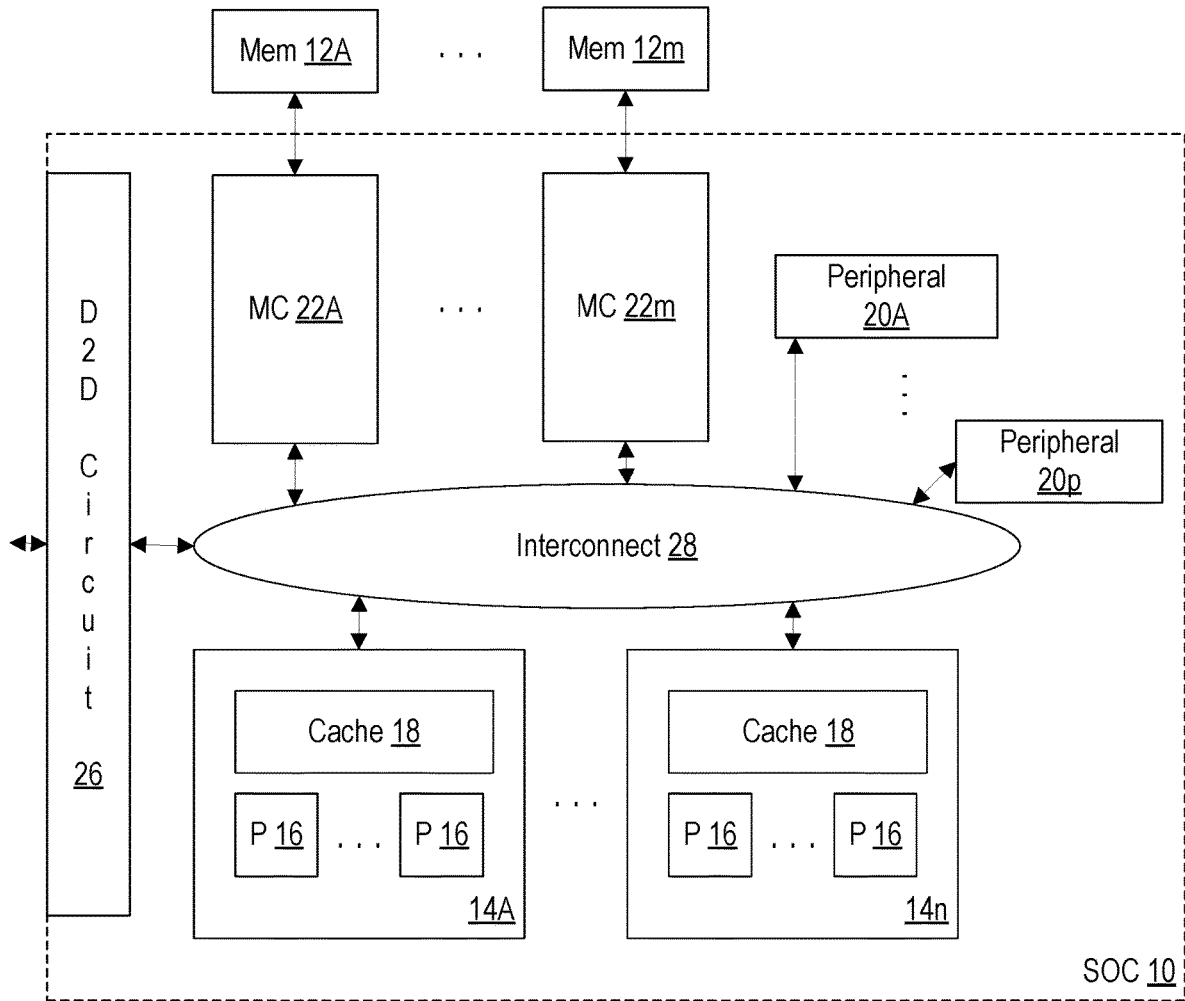 Mem 12A
. . .
Mem 12m
MC 22A
. . .
MC 22m
Peripheral
20A
. . .
Peripheral
20p
D
2
D
C
i
r
c
u
i
t
26
Interconnect 28
Cache 18
P 16
. . .
P 16
14A
. . .
Cache 18
P 16
. . .
P 16
14n
SOC 10